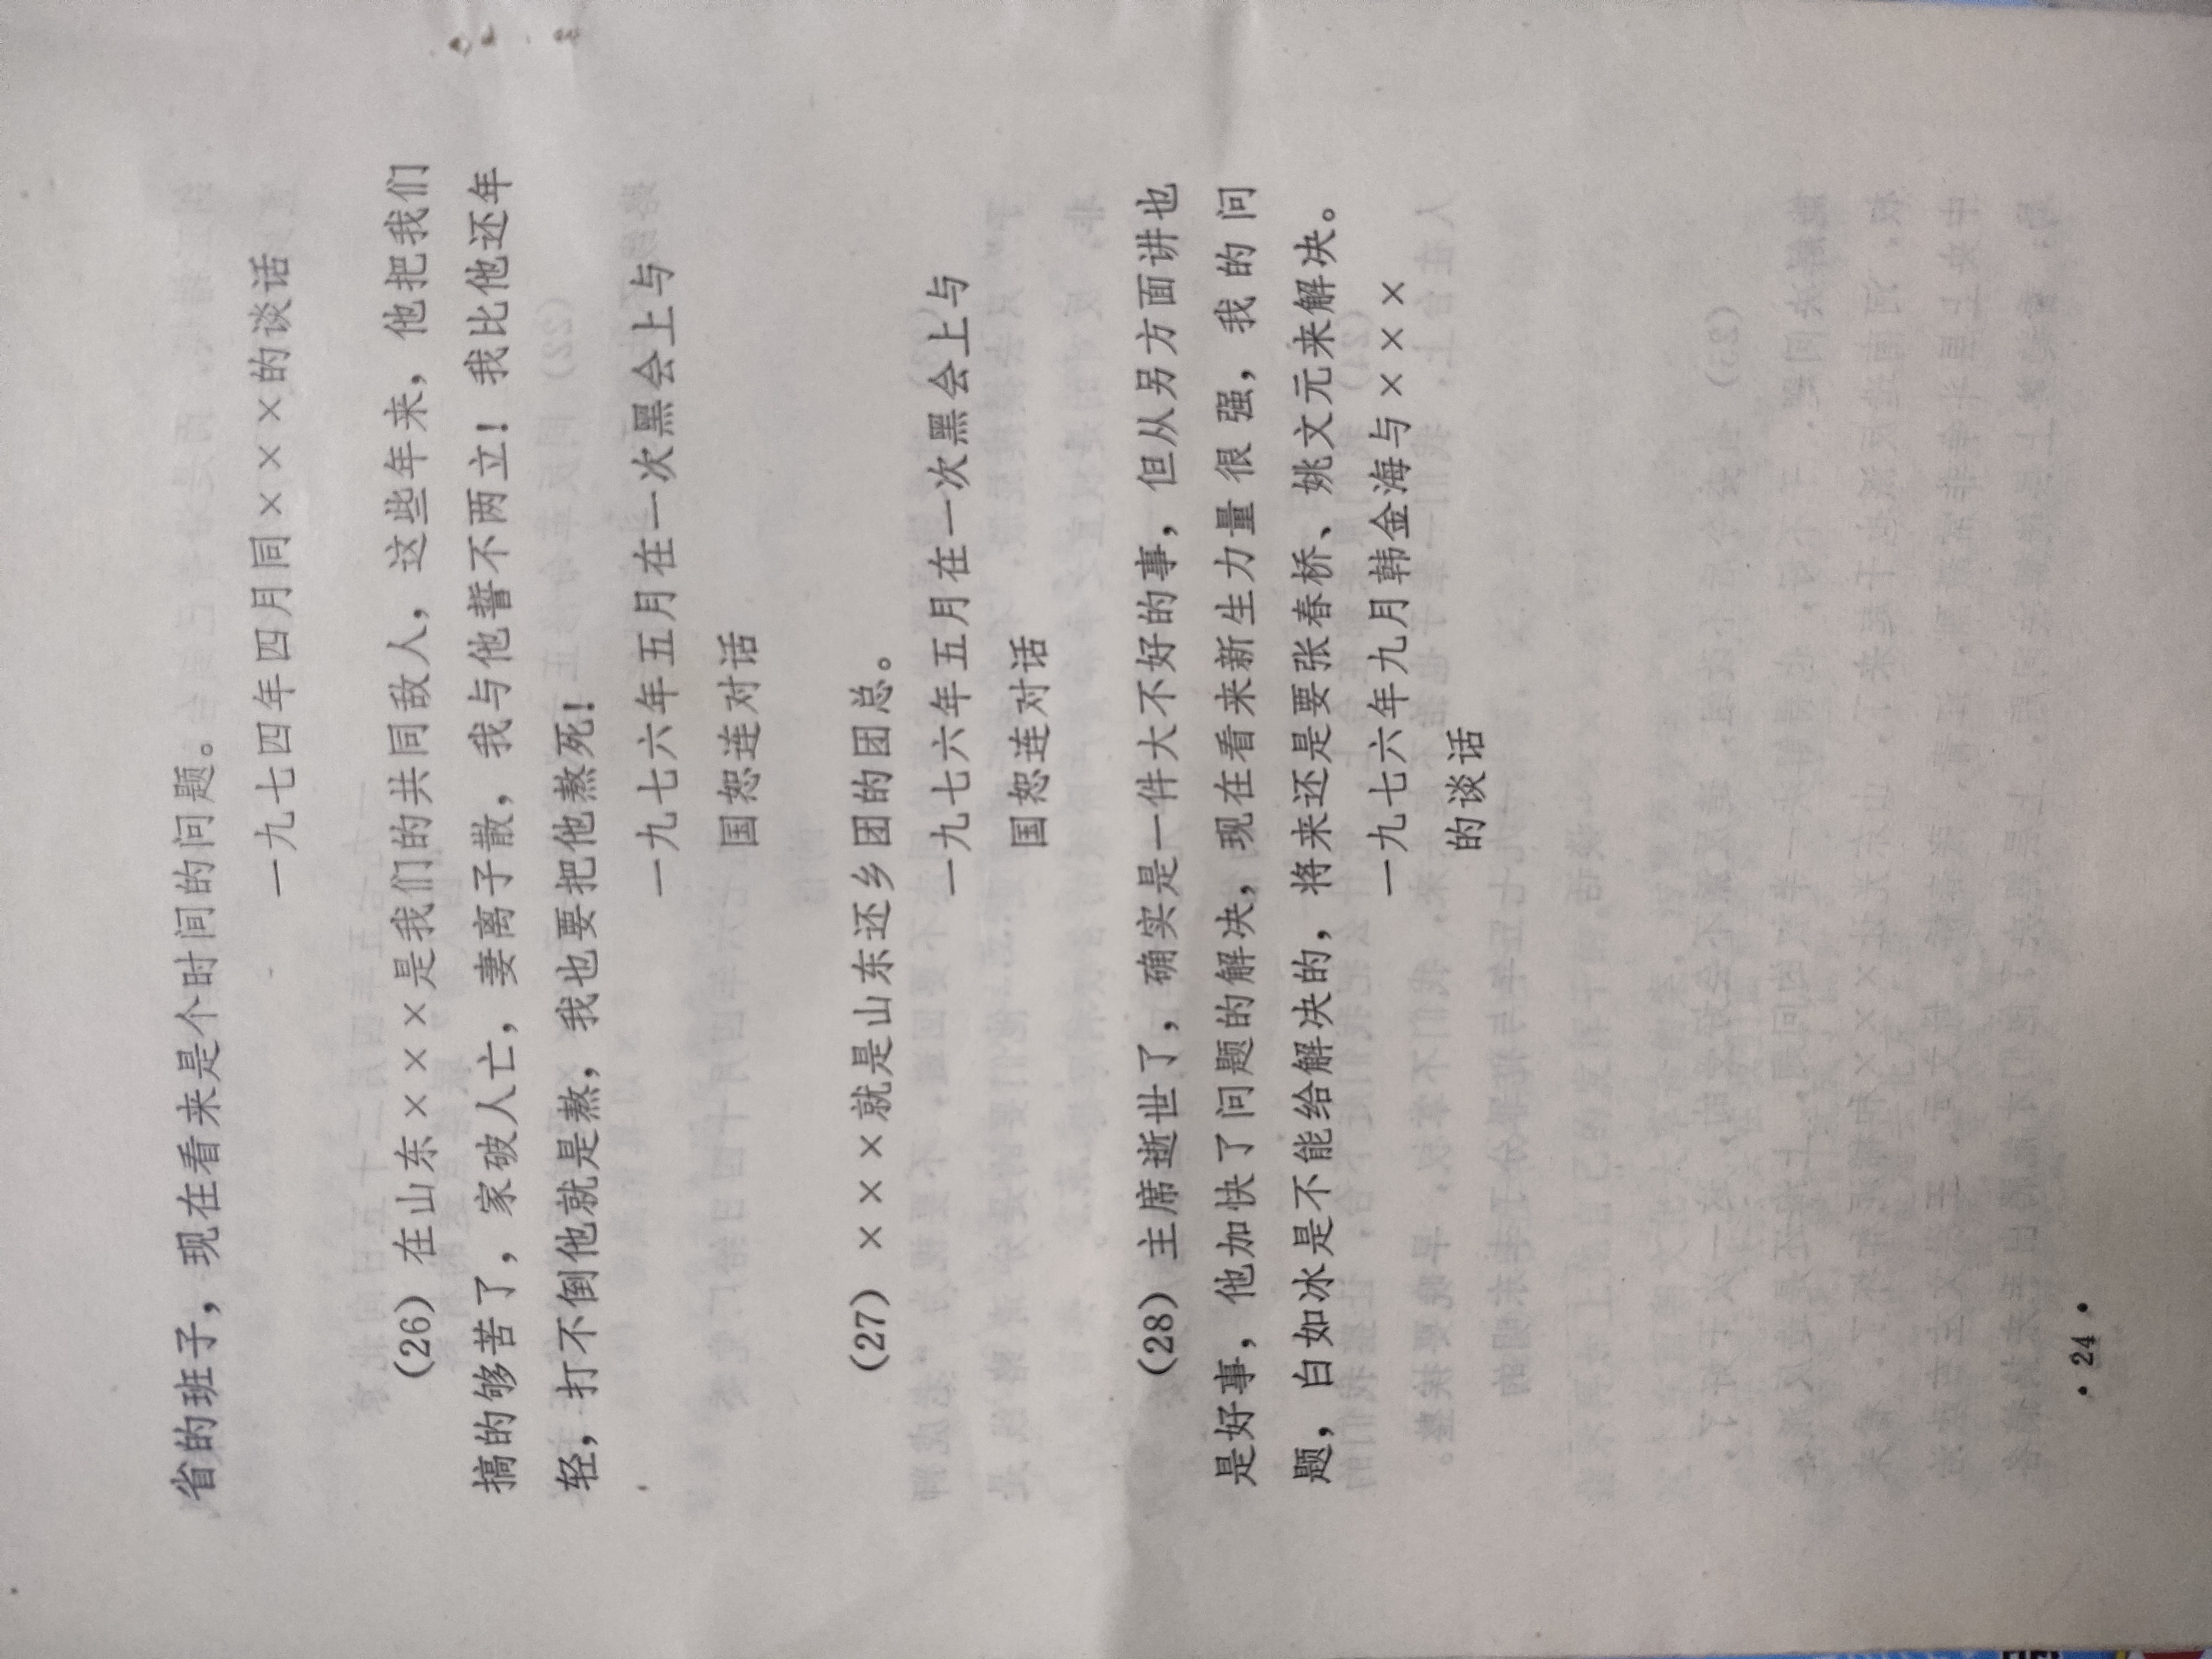 省的班子，现在看来是个时间的问题。
一九七四年四月同×××的谈话
（26）在山东×××是我们的共同敌人，这些年来，他把我们
搞的够苦了，家破人亡，妻离子散，我与他誓不两立！我比他还年
轻，打不倒他就是熬，我也要把他熬死！
一九七六年五月在一次黑会上与
国恕连对话
（27）×××就是山东还乡团的团总。
一九七六年五月在一次黑会上与
国恕连对话
（28）主席逝世了，确实是一件大不好的事，但从另方面讲也
是好事，他加快了问题的解决，现在看来新生力量很强，我的问
题，白如冰是不能给解决的，将来还是要张春桥、姚文元来解决。
一九七六年九月韩金海与×××
的谈话
· 24 ·